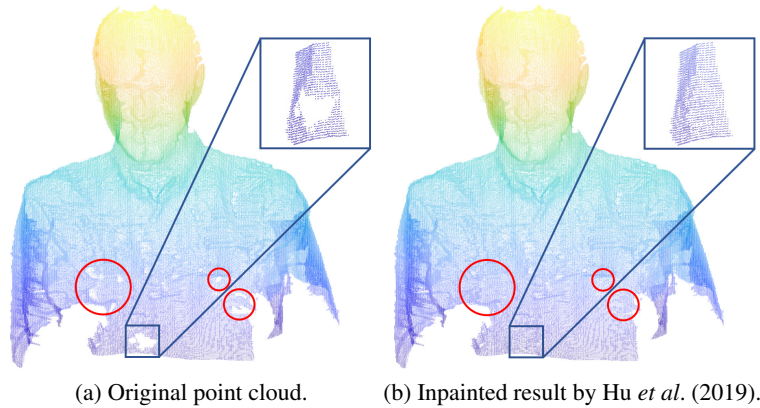 (a) Original point cloud.
(b) Inpainted result by Hu et al. (2019).